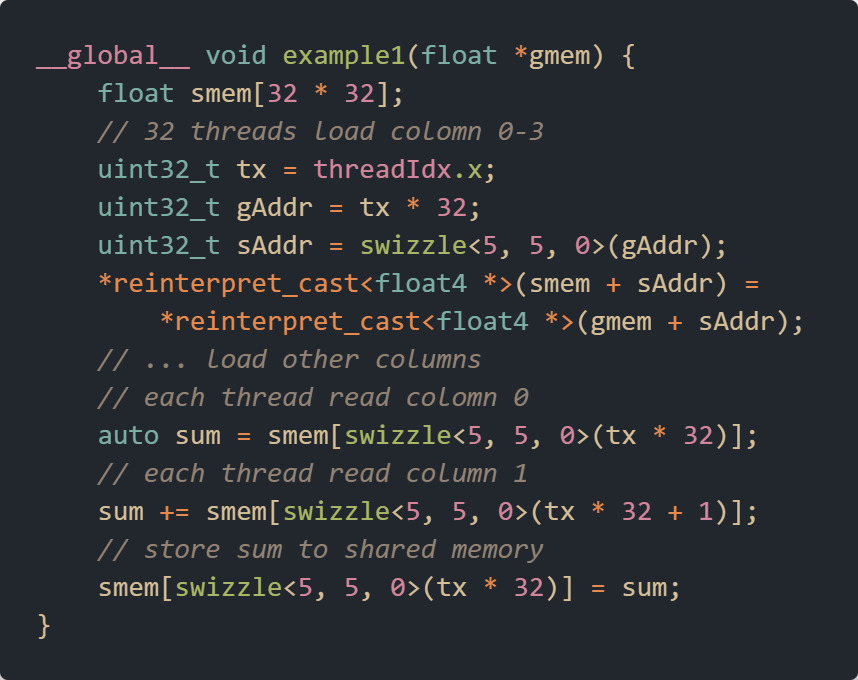 __global__ void example1(float *gmem) {
    float smem[32 * 32];
    // 32 threads load colomn 0-3
    uint32_t tx = threadIdx.x;
    uint32_t gAddr = tx * 32;
    uint32_t sAddr = swizzle<5, 5, 0>(gAddr);
    *reinterpret_cast<float4 *>(smem + sAddr) =
        *reinterpret_cast<float4 *>(gmem + sAddr);
    // ... load other columns
    // each thread read colomn 0
    auto sum = smem[swizzle<5, 5, 0>(tx * 32)];
    // each thread read column 1
    sum += smem[swizzle<5, 5, 0>(tx * 32 + 1)];
    // store sum to shared memory
    smem[swizzle<5, 5, 0>(tx * 32)] = sum;
}